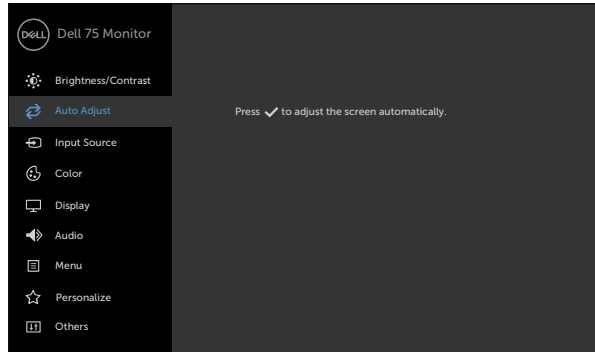 DELL
Dell 75 Monitor
Brightness/Contrast
Auto Adjust
Press ✓ to adjust the screen automatically.
Input Source
Color
Display
Audio
Menu
Personalize
Others